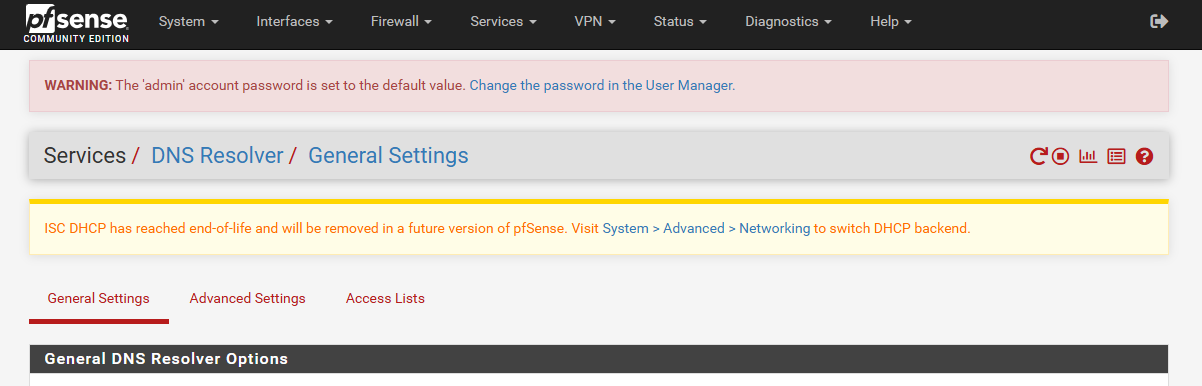 pfsense System Interfaces Firewall Services VPN Status Diagnostics Help
COMMUNITY EDITION
WARNING: The 'admin' account password is set to the default value. Change the password in the User Manager.
Services / DNS Resolver / General Settings
ISC DHCP has reached end-of-life and will be removed in a future version of pfSense. Visit System > Advanced > Networking to switch DHCP backend.
General Settings Advanced Settings Access Lists
General DNS Resolver Options